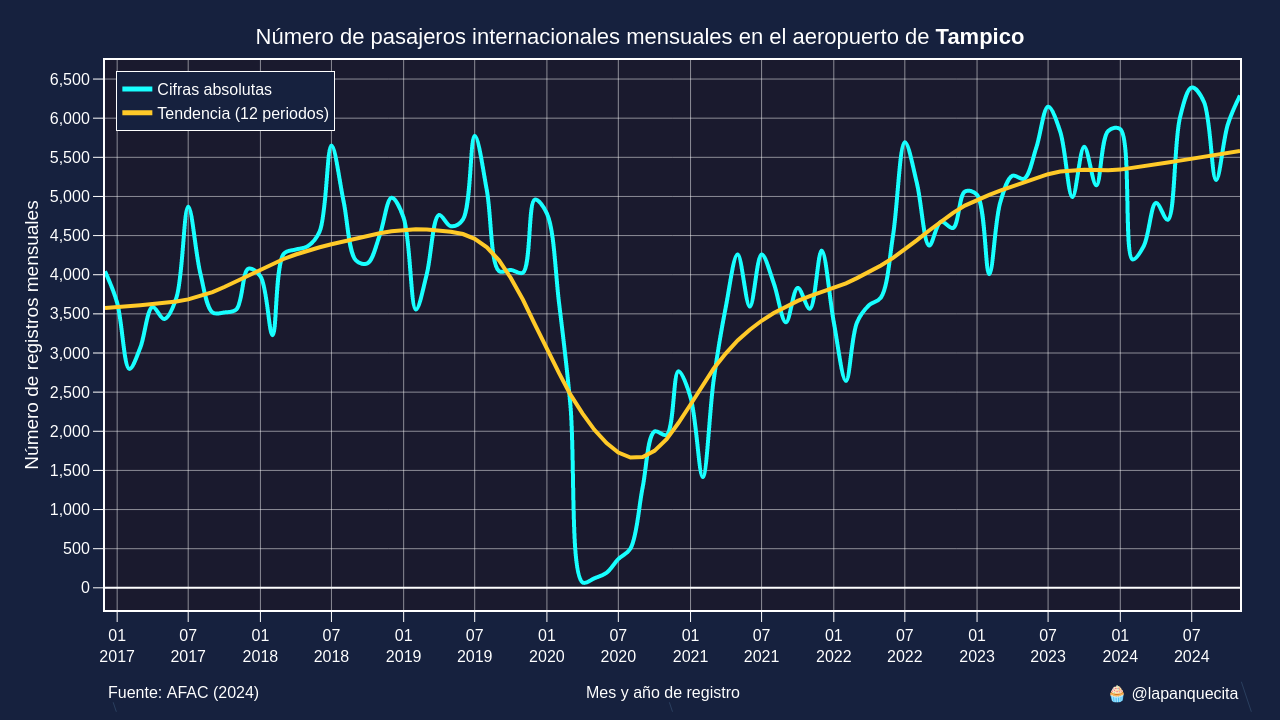 Número de pasajeros internacionales mensuales en el aeropuerto de Tampico
Cifras absolutas
Tendencia (12 periodos)
Número de registros mensuales
6,500
6,000
5,500
5,000
4,500
4,000
3,500
3,000
2,500
2,000
1,500
1,000
500
0
01 07 01 07 01 07 01 07 01 07 01 07 01 07 01 07
2017 2017 2018 2018 2019 2019 2020 2020 2021 2021 2022 2022 2023 2023 2024 2024
Fuente: AFAC (2024) Mes y año de registro 🧁 @lapanquecita